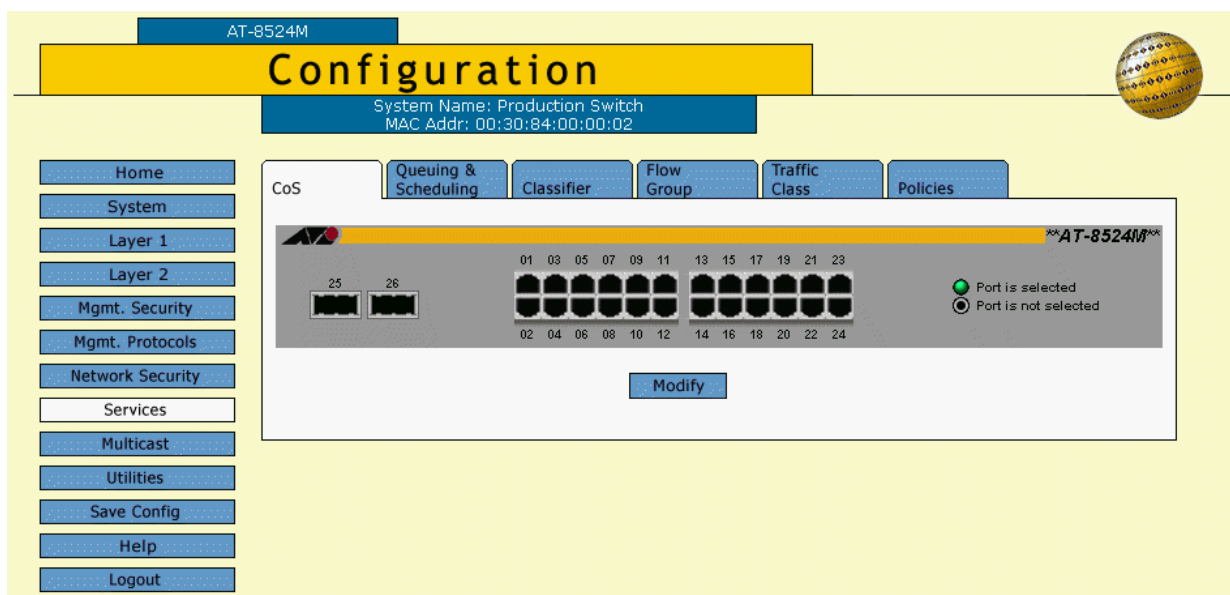 AT-8524M
Configuration
System Name: Production Switch
MAC Addr: 00:30:84:00:00:02
Home
System
Layer 1
Layer 2
Mgmt. Security
Mgmt. Protocols
Network Security
Services
Multicast
Utilities
Save Config
Help
Logout
CoS
Queuing &
Scheduling
Classifier
Flow
Group
Traffic
Class
Policies
**AT-8524M**
25 26
01 03 05 07 09 11 13 15 17 19 21 23
02 04 06 08 10 12 14 16 18 20 22 24
Port is selected
Port is not selected
Modify